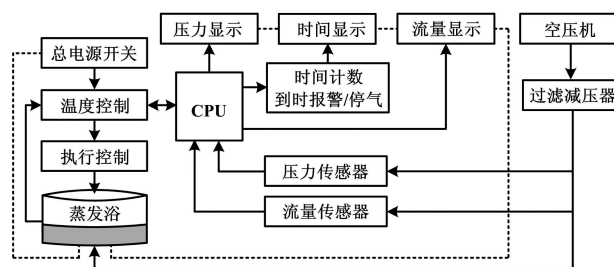 压力显示
时间显示
流量显示
空压机
总电源开关
时间计数
到时报警/停气
温度控制
CPU
过滤减压器
执行控制
压力传感器
蒸发浴
流量传感器